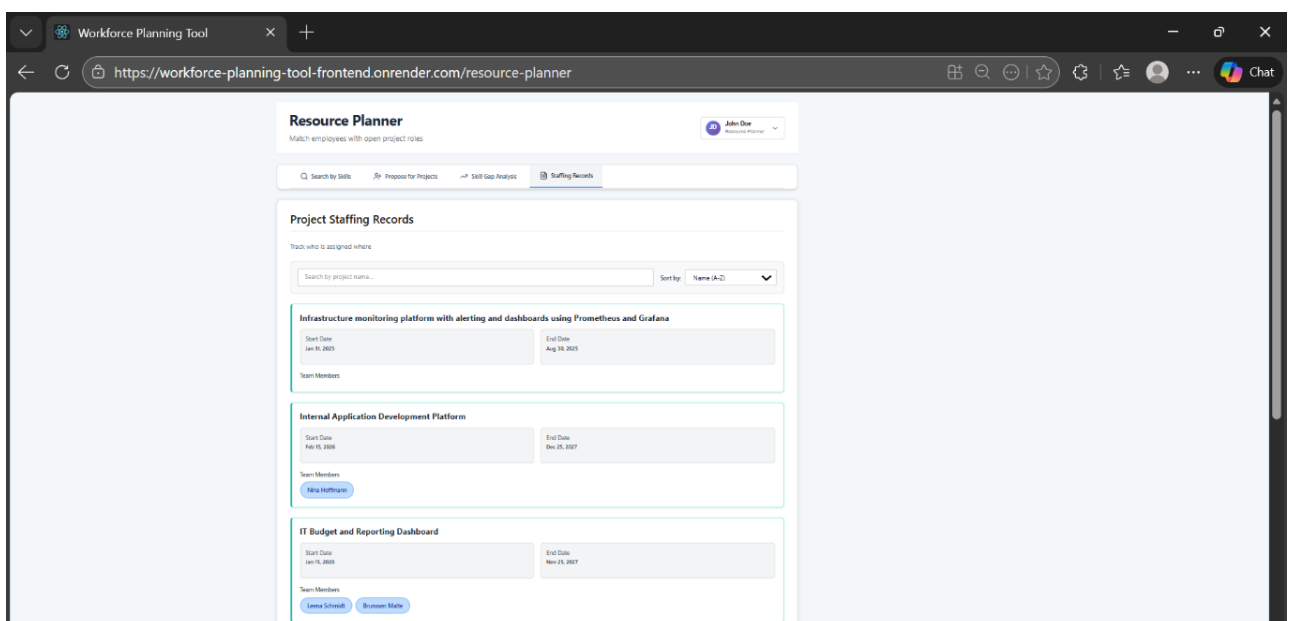 Workforce Planning Tool
https://workforce-planning-tool-frontend.onrender.com/resource-planner
Chat
Resource Planner
Match employees with open project roles
JD John Doe
Resource Planner
Search by Skills Propose for Projects Skill Gap Analysis Staffing Records
Project Staffing Records
Track who is assigned where
Search by project name...
Sort by: Name (A-Z)
Infrastructure monitoring platform with alerting and dashboards using Prometheus and Grafana
Start Date End Date
Jan 31, 2025 Aug 30, 2025
Team Members
Internal Application Development Platform
Start Date End Date
Feb 15, 2026 Dec 25, 2027
Team Members
Nina Hoffmann
IT Budget and Reporting Dashboard
Start Date End Date
Jan 15, 2026 Nov 25, 2027
Team Members
Leena Schmidt Brunssen Malte